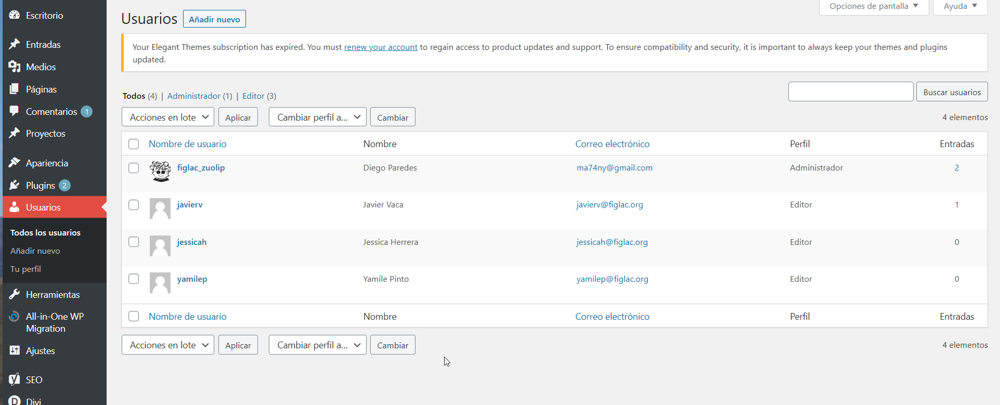 Escritorio
Entradas
Medios
Páginas
Comentarios 1
Proyectos
Apariencia
Plugins 2
Usuarios
Todos los usuarios
Añadir nuevo
Tu perfil
Herramientas
All-in-One WP
Migration
Ajustes
SEO
Divi
Opciones de pantalla
Ayuda
Usuarios Añadir nuevo
Your Elegant Themes subscription has expired. You must renew your account to regain access to product updates and support. To ensure compatibility and security, it is important to always keep your themes and plugins
updated.
Todos (4) | Administrador (1) | Editor (3)
Buscar usuarios
Acciones en lote Aplicar Cambiar perfil a... Cambiar 4 elementos
Nombre de usuario Nombre Correo electrónico Perfil Entradas
figlac_zuolip Diego Paredes ma74ny@gmail.com Administrador 2
javierv Javier Vaca javierv@figlac.org Editor 1
jessicah Jessica Herrera jessicah@figlac.org Editor 0
yamilep Yamile Pinto yamilep@figlac.org Editor 0
Nombre de usuario Nombre Correo electrónico Perfil Entradas
Acciones en lote Aplicar Cambiar perfil a... Cambiar 4 elementos